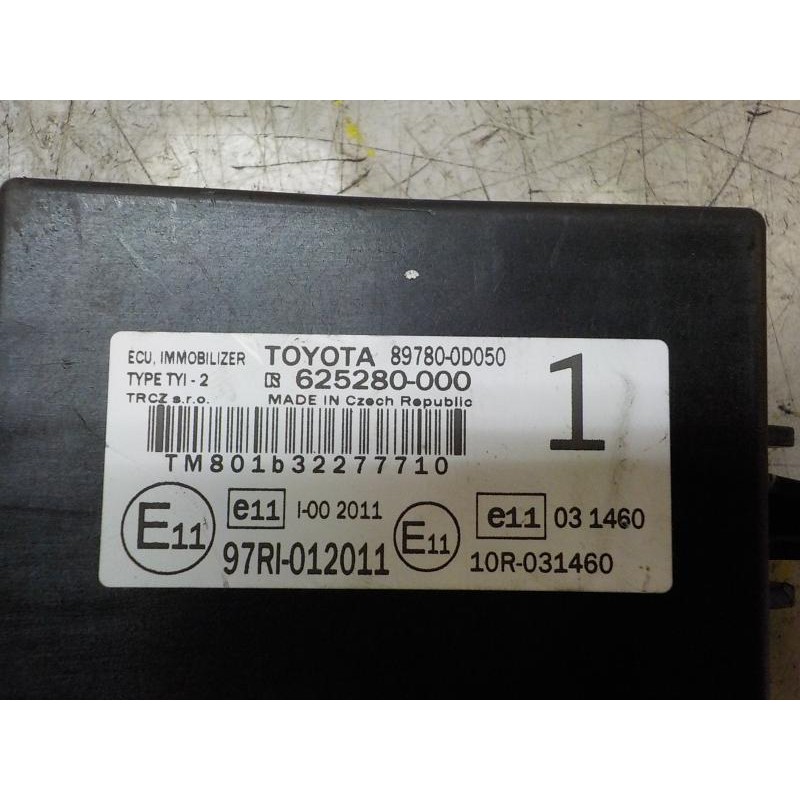 ECU, IMMOBILIZER TOYOTA 89780-0D050
TYPE TYI - 2 625280-000
TRCZ s.r.o. MADE IN Czech Republic
1
TM801b32277710
E11 e11 I-00 2011 E11 e11 03 1460
97RI-012011 10R-031460